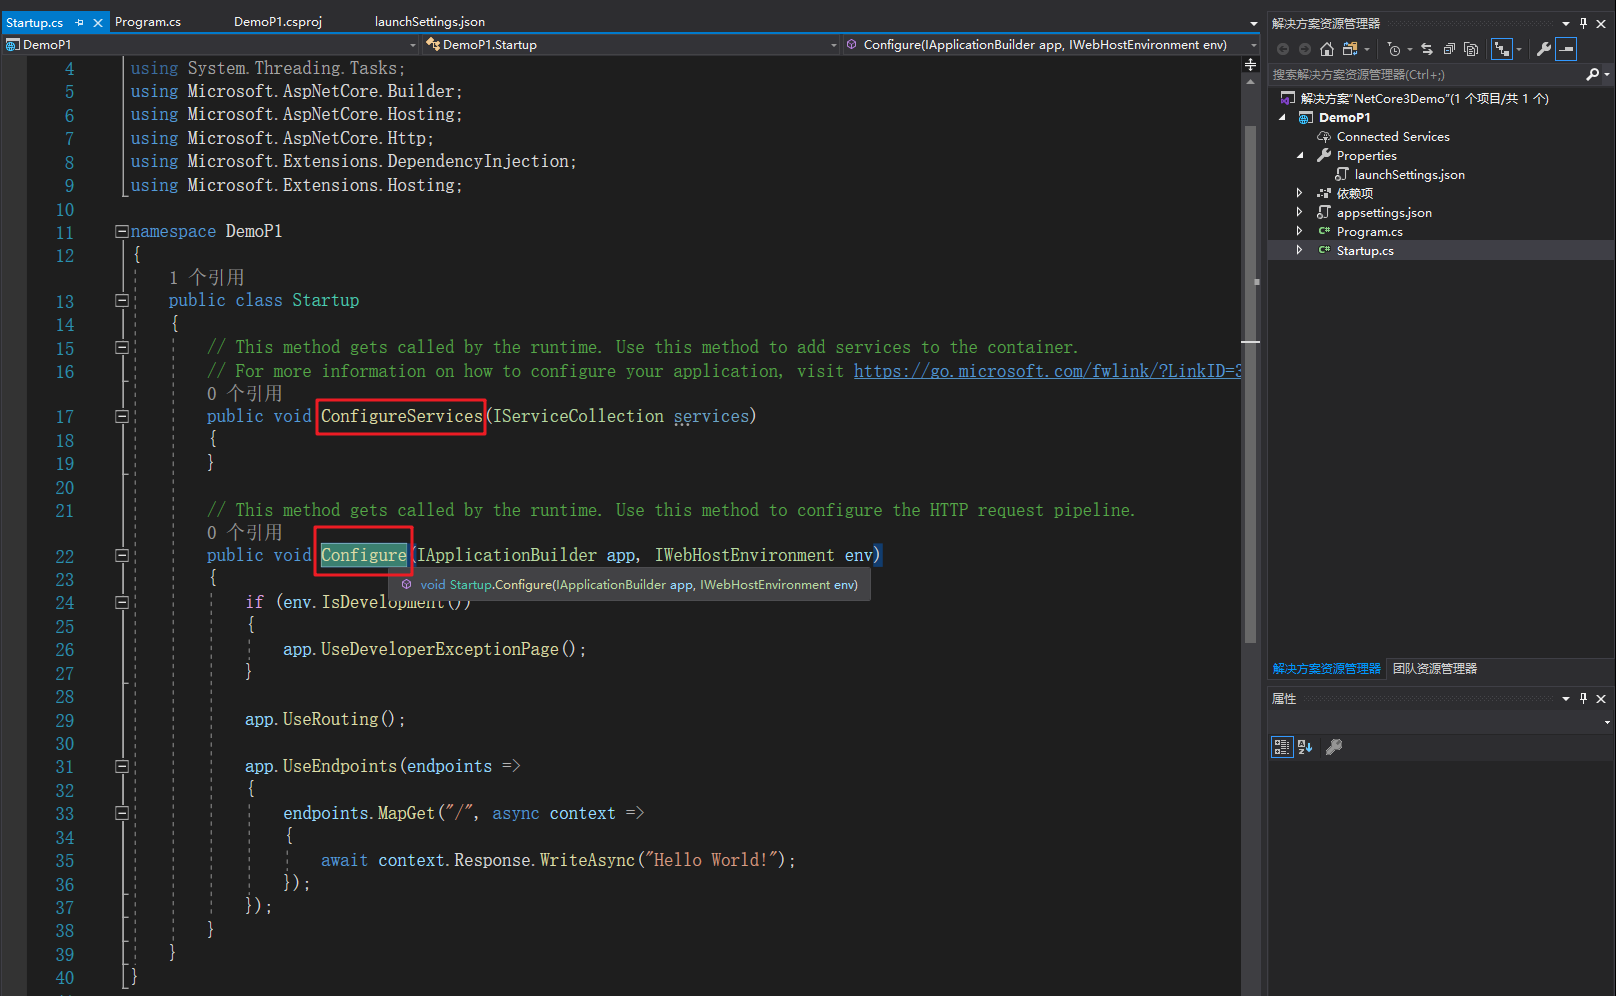 Startup.cs
Program.cs
DemoP1.csproj
launchSettings.json
DemoP1
DemoP1.Startup
Configure(IApplicationBuilder app, IWebHostEnvironment env)
4 using System.Threading.Tasks;
5 using Microsoft.AspNetCore.Builder;
6 using Microsoft.AspNetCore.Hosting;
7 using Microsoft.AspNetCore.Http;
8 using Microsoft.Extensions.DependencyInjection;
9 using Microsoft.Extensions.Hosting;
10
11 namespace DemoP1
12 {
1 个引用
13 public class Startup
14 {
15 // This method gets called by the runtime. Use this method to add services to the container.
16 // For more information on how to configure your application, visit https://go.microsoft.com/fwlink/?LinkID=3
0 个引用
17 public void ConfigureServices(IServiceCollection services)
18 {
19 }
20
21 // This method gets called by the runtime. Use this method to configure the HTTP request pipeline.
0 个引用
22 public void Configure(IApplicationBuilder app, IWebHostEnvironment env)
23 {
void Startup.Configure(IApplicationBuilder app, IWebHostEnvironment env)
24 if (env.IsDevelopment())
25 {
26 app.UseDeveloperExceptionPage();
27 }
28
29 app.UseRouting();
30
31 app.UseEndpoints(endpoints =>
32 {
33 endpoints.MapGet("/", async context =>
34 {
35 await context.Response.WriteAsync("Hello World!");
36 });
37 });
38 }
39 }
40 }
解决方案资源管理器
搜索解决方案资源管理器(Ctrl+;)
解决方案"NetCore3Demo"(1 个项目/共 1 个)
DemoP1
Connected Services
Properties
launchSettings.json
依赖项
appsettings.json
C# Program.cs
C# Startup.cs
解决方案资源管理器
团队资源管理器
属性